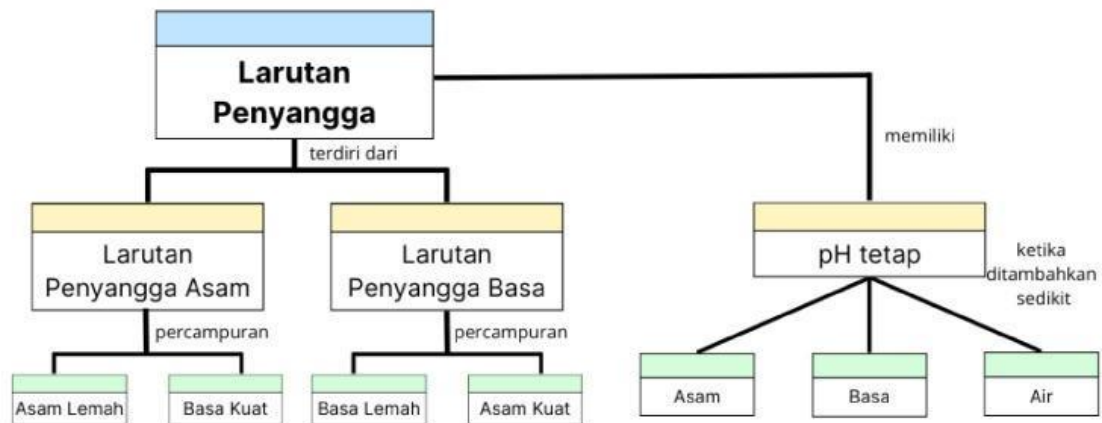 Larutan
Penyangga
memiliki
terdiri dari
Larutan
Penyangga Asam
Larutan
Penyangga Basa
pH tetap
ketika
ditambahkan
sedikit
percampuran
percampuran
Asam Lemah
Basa Kuat
Basa Lemah
Asam Kuat
Asam
Basa
Air